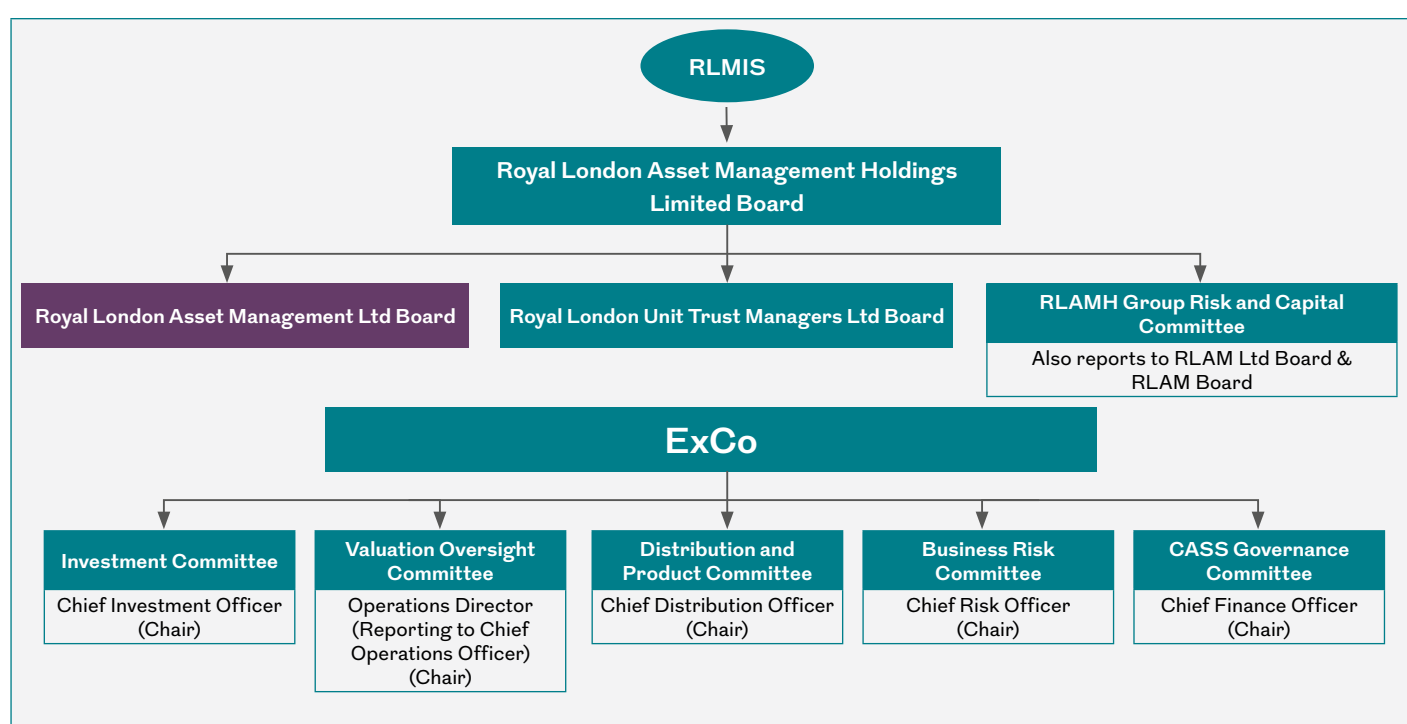 RLMIS
Royal London Asset Management Holdings
Limited Board
Royal London Asset Management Ltd Board
Royal London Unit Trust Managers Ltd Board
RLAMH Group Risk and Capital
Committee
Also reports to RLAM Ltd Board &
RLAM Board
ExCo
Investment Committee
Chief Investment Officer
(Chair)
Valuation Oversight
Committee
Operations Director
(Reporting to Chief
Operations Officer)
(Chair)
Distribution and
Product Committee
Chief Distribution Officer
(Chair)
Business Risk
Committee
Chief Risk Officer
(Chair)
CASS Governance
Committee
Chief Finance Officer
(Chair)